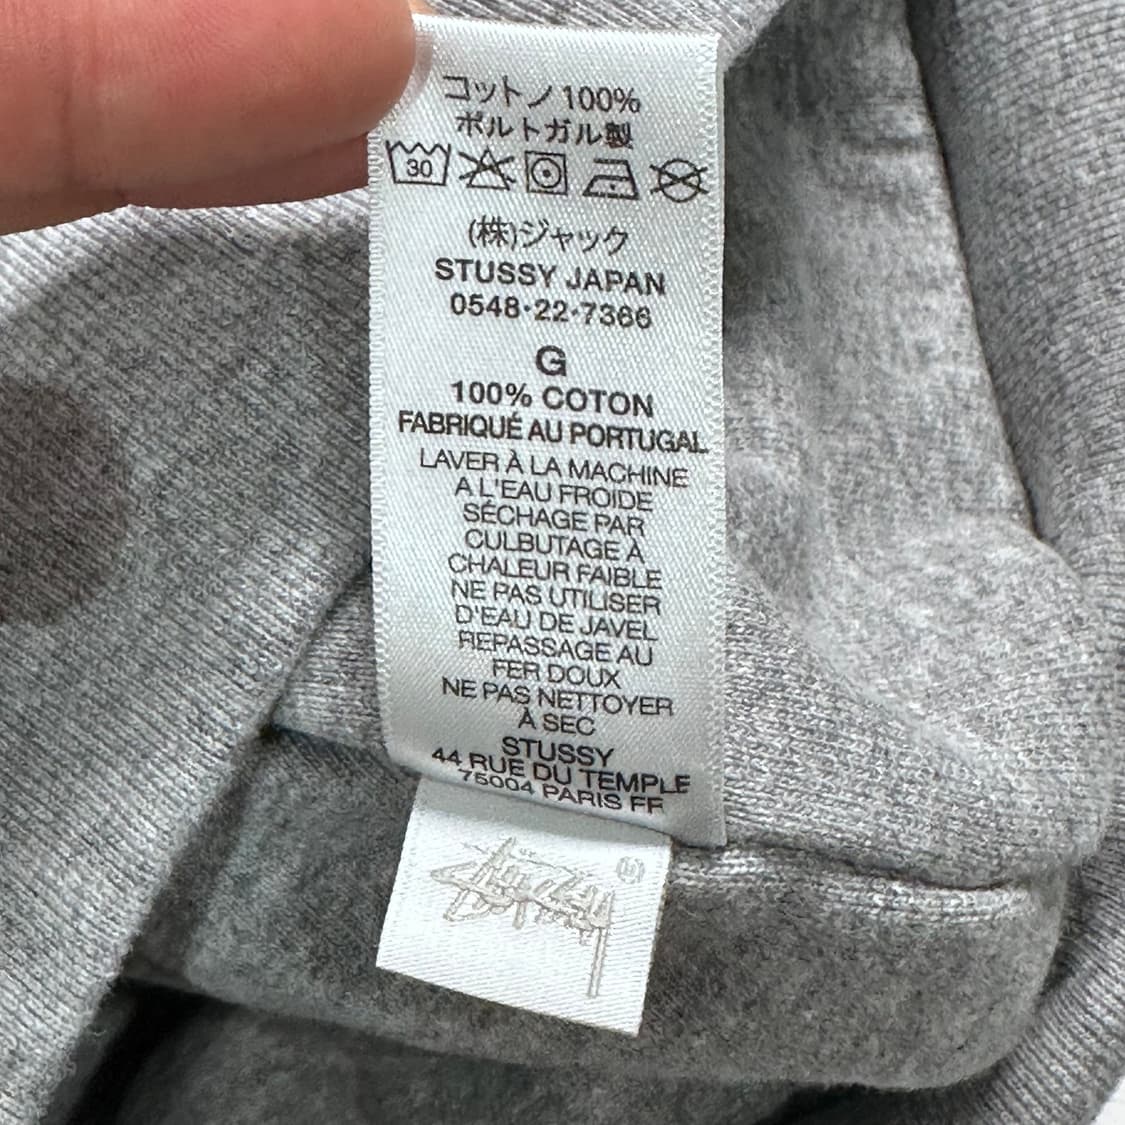 コットン100%
ポルトガル製
30
(株)ジャック
STUSSY JAPAN
0548·22·7366
G
100% COTON
FABRIQUÉ AU PORTUGAL
LAVER À LA MACHINE
A L'EAU FROIDE
SÉCHAGE PAR
CULBUTAGE À
CHALEUR FAIBLE
NE PAS UTILISER
D'EAU DE JAVEL
REPASSAGE AU
FER DOUX
NE PAS NETTOYER
À SEC
STUSSY
44 RUE DU TEMPLE
75004 PARIS FF
Stüssy